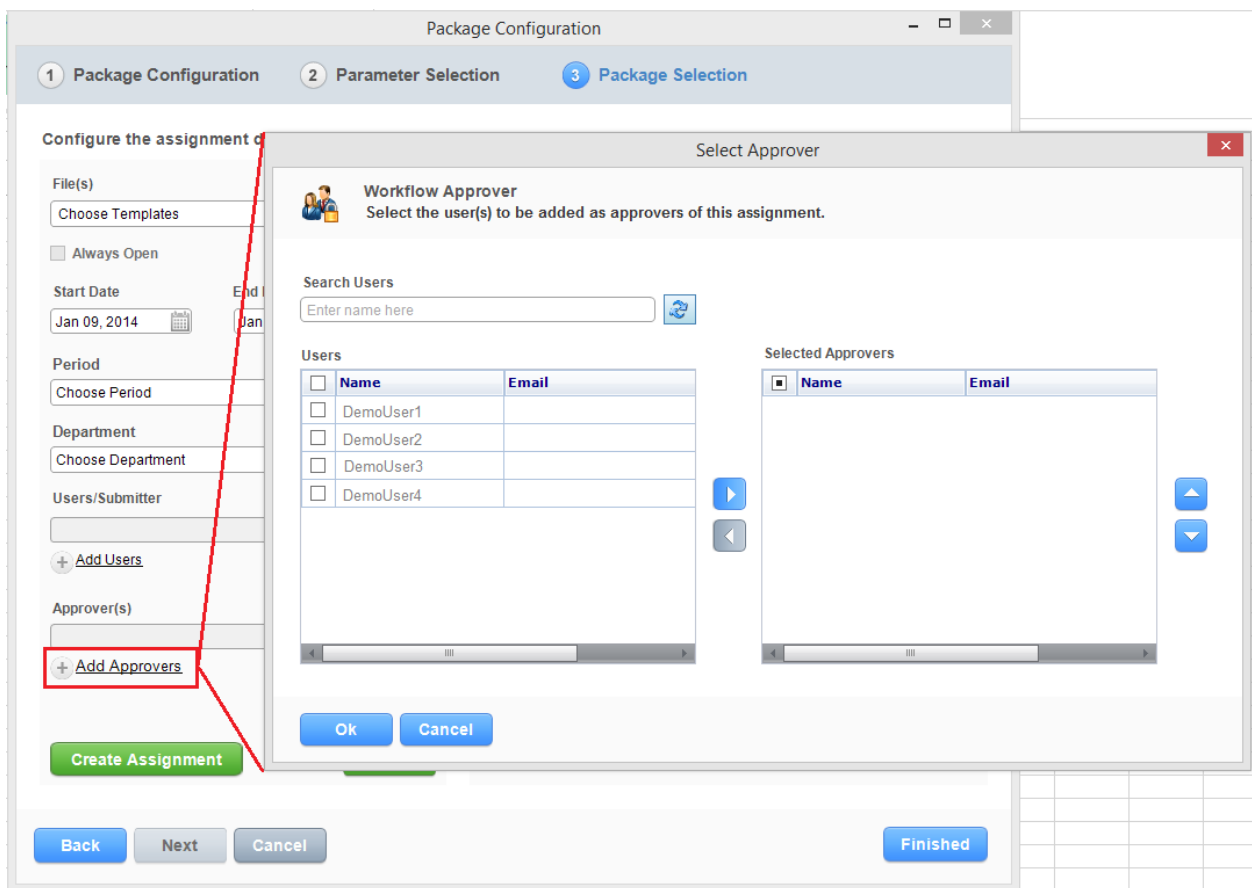 Package Configuration
1 Package Configuration 2 Parameter Selection 3 Package Selection
Configure the assignment d
File(s)
Choose Templates
Always Open
Start Date End
Jan 09, 2014 Jan
Period
Choose Period
Department
Choose Department
Users/Submitter
Add Users
Approver(s)
Add Approvers
Create Assignment
Back Next Cancel Finished
Select Approver
Workflow Approver
Select the user(s) to be added as approvers of this assignment.
Search Users
Enter name here
Users
Name Email
DemoUser1
DemoUser2
DemoUser3
DemoUser4
Selected Approvers
Name Email
Ok Cancel